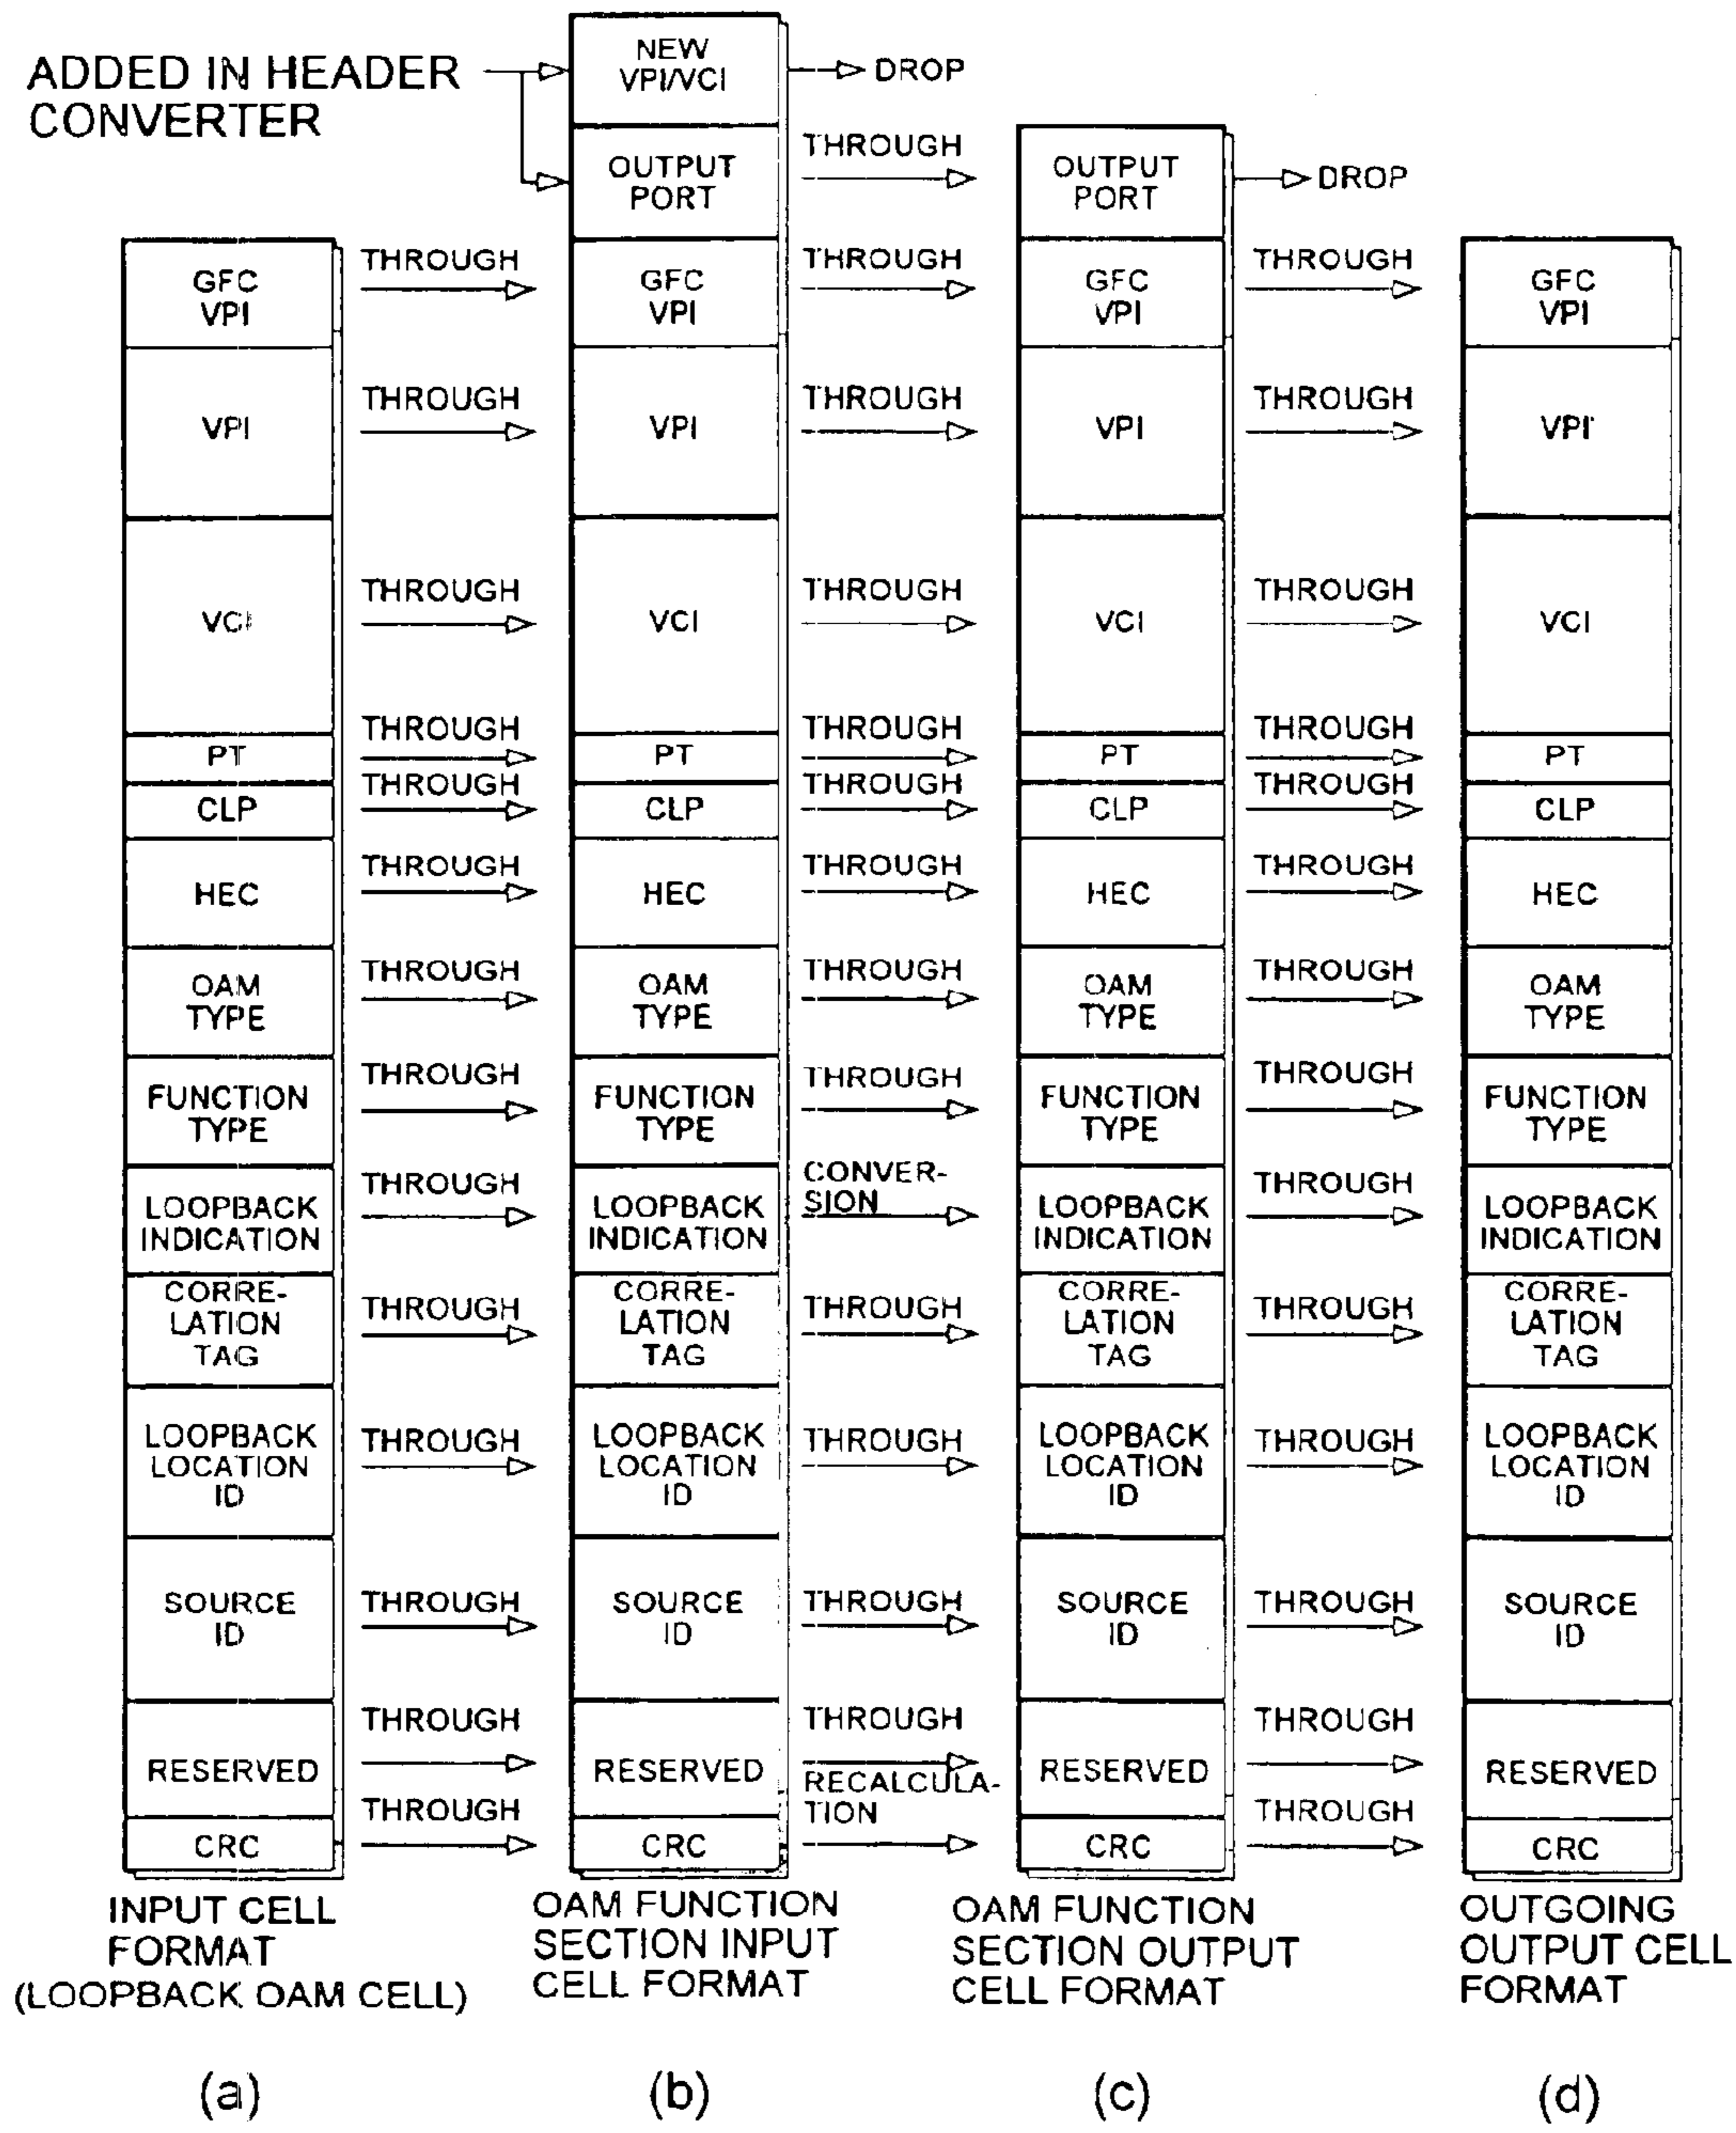 ADDED IN HEADER
CONVERTER
NEW
VPI/VCI
DROP
OUTPUT
PORT
THROUGH
OUTPUT
PORT
DROP
GFC
VPI
THROUGH
GFC
VPI
THROUGH
GFC
VPI
THROUGH
GFC
VPI
VPI
THROUGH
VPI
THROUGH
VPI
THROUGH
VPI
VCI
THROUGH
VCI
THROUGH
VCI
THROUGH
VCI
PT
THROUGH
PT
THROUGH
PT
THROUGH
PT
CLP
THROUGH
CLP
THROUGH
CLP
THROUGH
CLP
HEC
THROUGH
HEC
THROUGH
HEC
THROUGH
HEC
OAM
TYPE
THROUGH
OAM
TYPE
THROUGH
OAM
TYPE
THROUGH
OAM
TYPE
FUNCTION
TYPE
THROUGH
FUNCTION
TYPE
THROUGH
FUNCTION
TYPE
THROUGH
FUNCTION
TYPE
LOOPBACK
INDICATION
THROUGH
LOOPBACK
INDICATION
CONVER-
SION
LOOPBACK
INDICATION
THROUGH
LOOPBACK
INDICATION
CORRE-
LATION
TAG
THROUGH
CORRE-
LATION
TAG
THROUGH
CORRE-
LATION
TAG
THROUGH
CORRE-
LATION
TAG
LOOPBACK
LOCATION
ID
THROUGH
LOOPBACK
LOCATION
ID
THROUGH
LOOPBACK
LOCATION
ID
THROUGH
LOOPBACK
LOCATION
ID
SOURCE
ID
THROUGH
SOURCE
ID
THROUGH
SOURCE
ID
THROUGH
SOURCE
ID
RESERVED
THROUGH
RESERVED
THROUGH
RESERVED
THROUGH
RESERVED
CRC
THROUGH
CRC
RECALCULA-
TION
CRC
THROUGH
CRC
INPUT CELL
FORMAT
(LOOPBACK OAM CELL)
OAM FUNCTION
SECTION INPUT
CELL FORMAT
OAM FUNCTION
SECTION OUTPUT
CELL FORMAT
OUTGOING
OUTPUT CELL
FORMAT
(a)
(b)
(c)
(d)